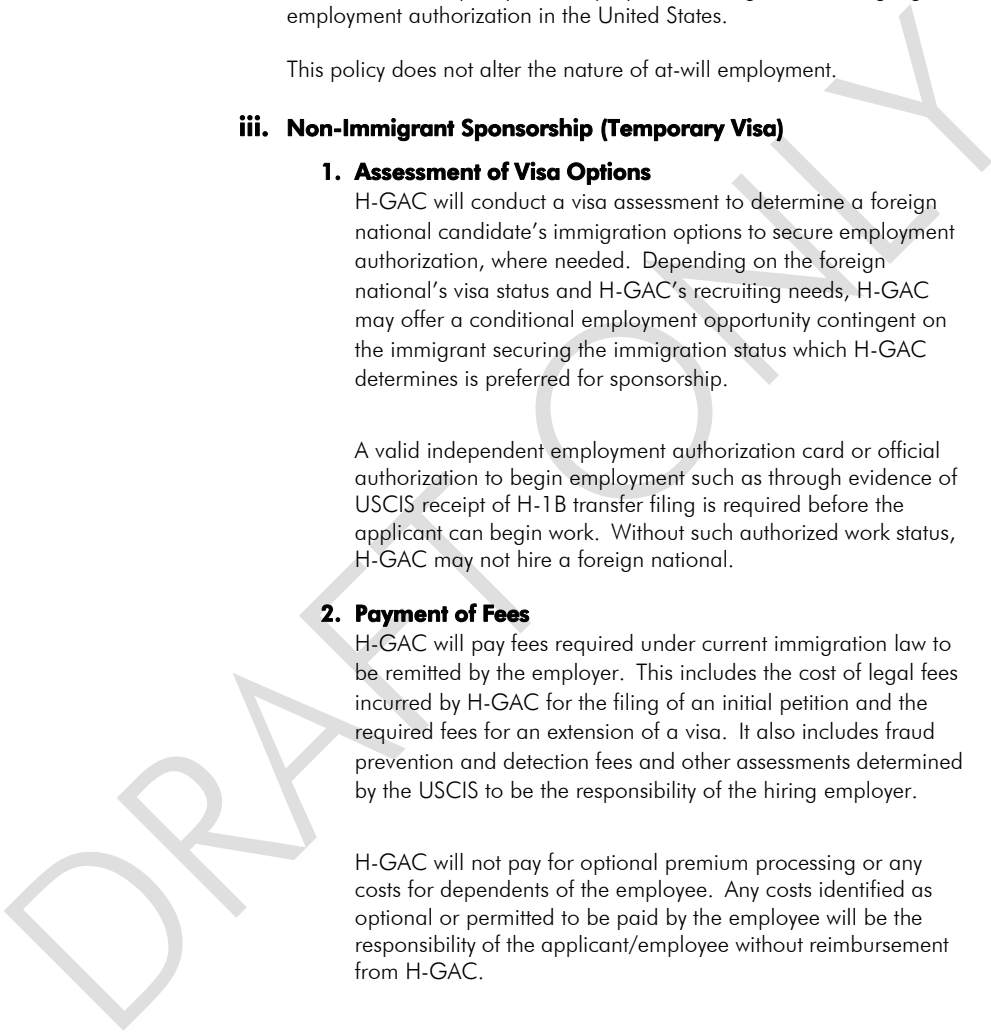 employment authorization in the United States.
This policy does not alter the nature of at-will employment.
iii. Non-Immigrant Sponsorship (Temporary Visa)
1. Assessment of Visa Options
H-GAC will conduct a visa assessment to determine a foreign
national candidate's immigration options to secure employment
authorization, where needed.  Depending on the foreign
national's visa status and H-GAC's recruiting needs, H-GAC
may offer a conditional employment opportunity contingent on
the immigrant securing the immigration status which H-GAC
determines is preferred for sponsorship.
A valid independent employment authorization card or official
authorization to begin employment such as through evidence of
USCIS receipt of H-1B transfer filing is required before the
applicant can begin work.  Without such authorized work status,
H-GAC may not hire a foreign national.
2. Payment of Fees
H-GAC will pay fees required under current immigration law to
be remitted by the employer.  This includes the cost of legal fees
incurred by H-GAC for the filing of an initial petition and the
required fees for an extension of a visa.  It also includes fraud
prevention and detection fees and other assessments determined
by the USCIS to be the responsibility of the hiring employer.
H-GAC will not pay for optional premium processing or any
costs for dependents of the employee.  Any costs identified as
optional or permitted to be paid by the employee will be the
responsibility of the applicant/employee without reimbursement
from H-GAC.
DRAFT ONLY